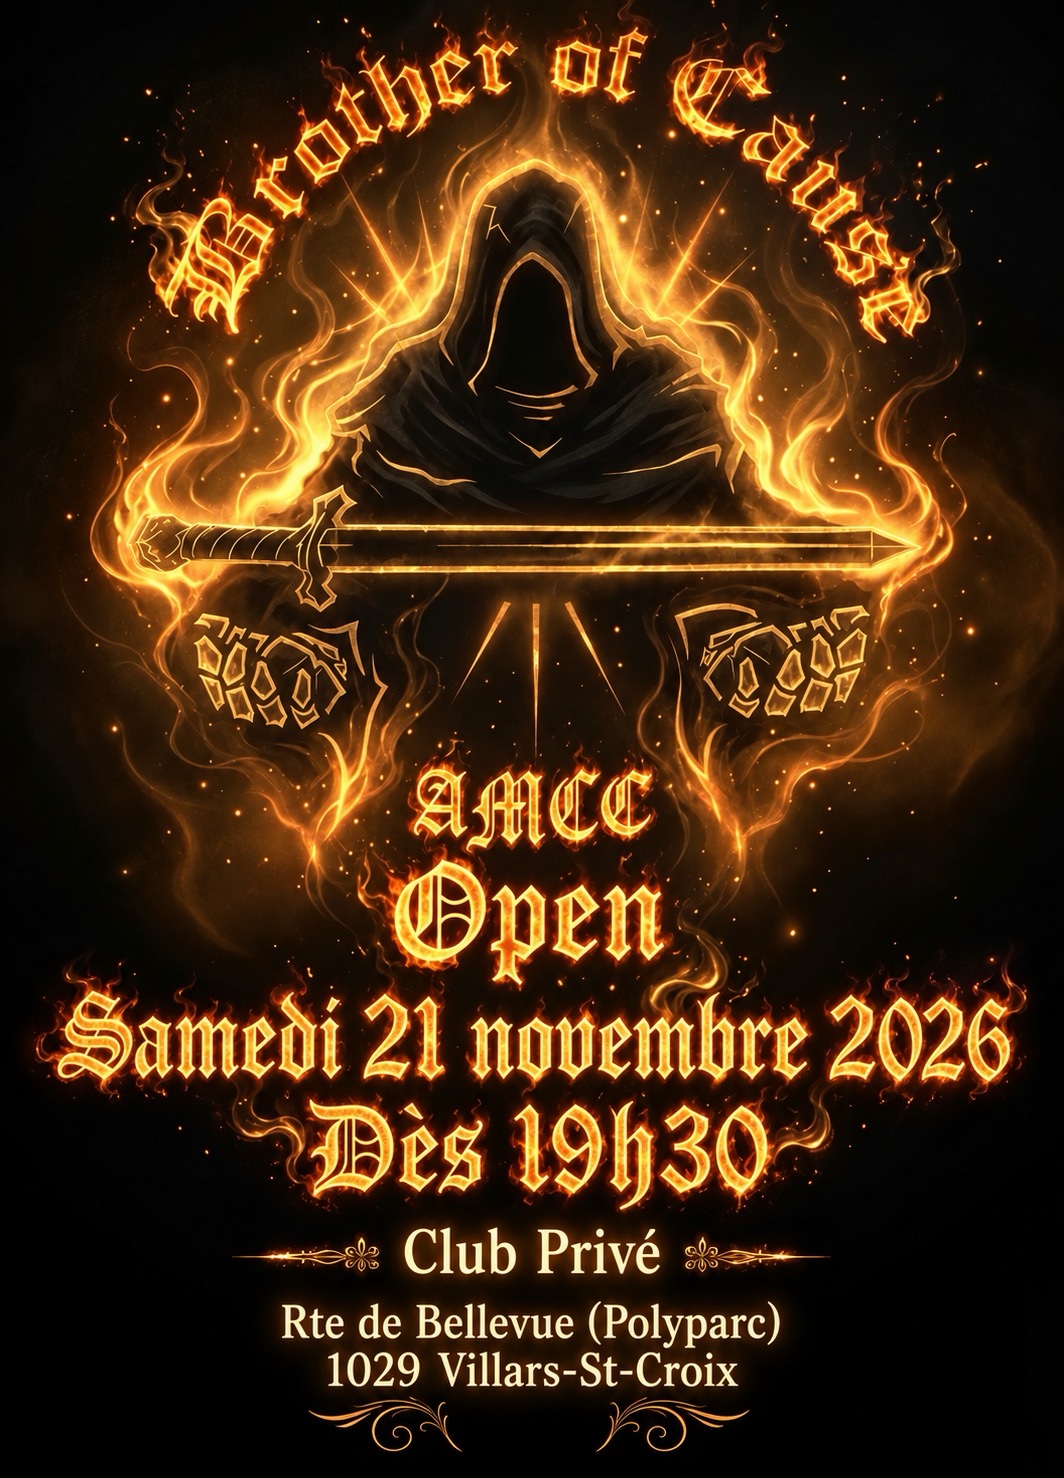 Brother of Cause
AMCC
Open
Samedi 21 novembre 2026
Dès 19h30
Club Privé
Rte de Bellevue (Polyparc)
1029 Villars-St-Croix